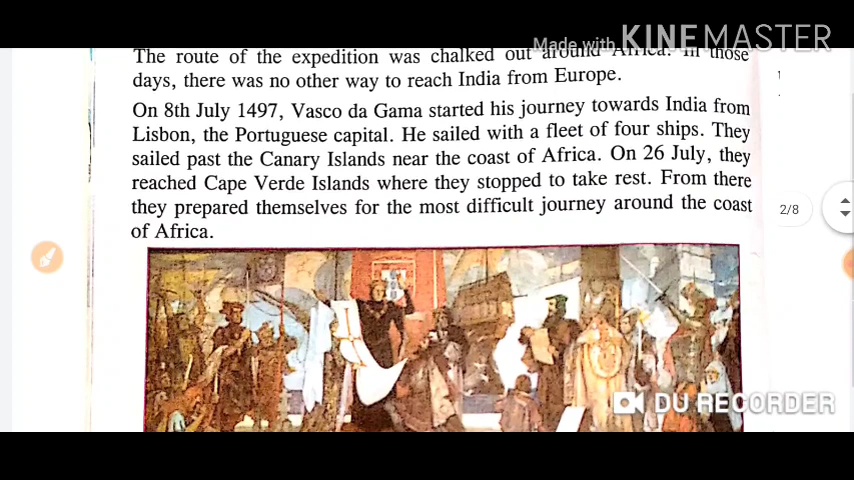 Made with KINEMASTER
The route of the expedition was chalked out around Africa. In those
days, there was no other way to reach India from Europe.
On 8th July 1497, Vasco da Gama started his journey towards India from
Lisbon, the Portuguese capital. He sailed with a fleet of four ships. They
sailed past the Canary Islands near the coast of Africa. On 26 July, they
reached Cape Verde Islands where they stopped to take rest. From there
they prepared themselves for the most difficult journey around the coast
of Africa.
2/8
DU RECORDER